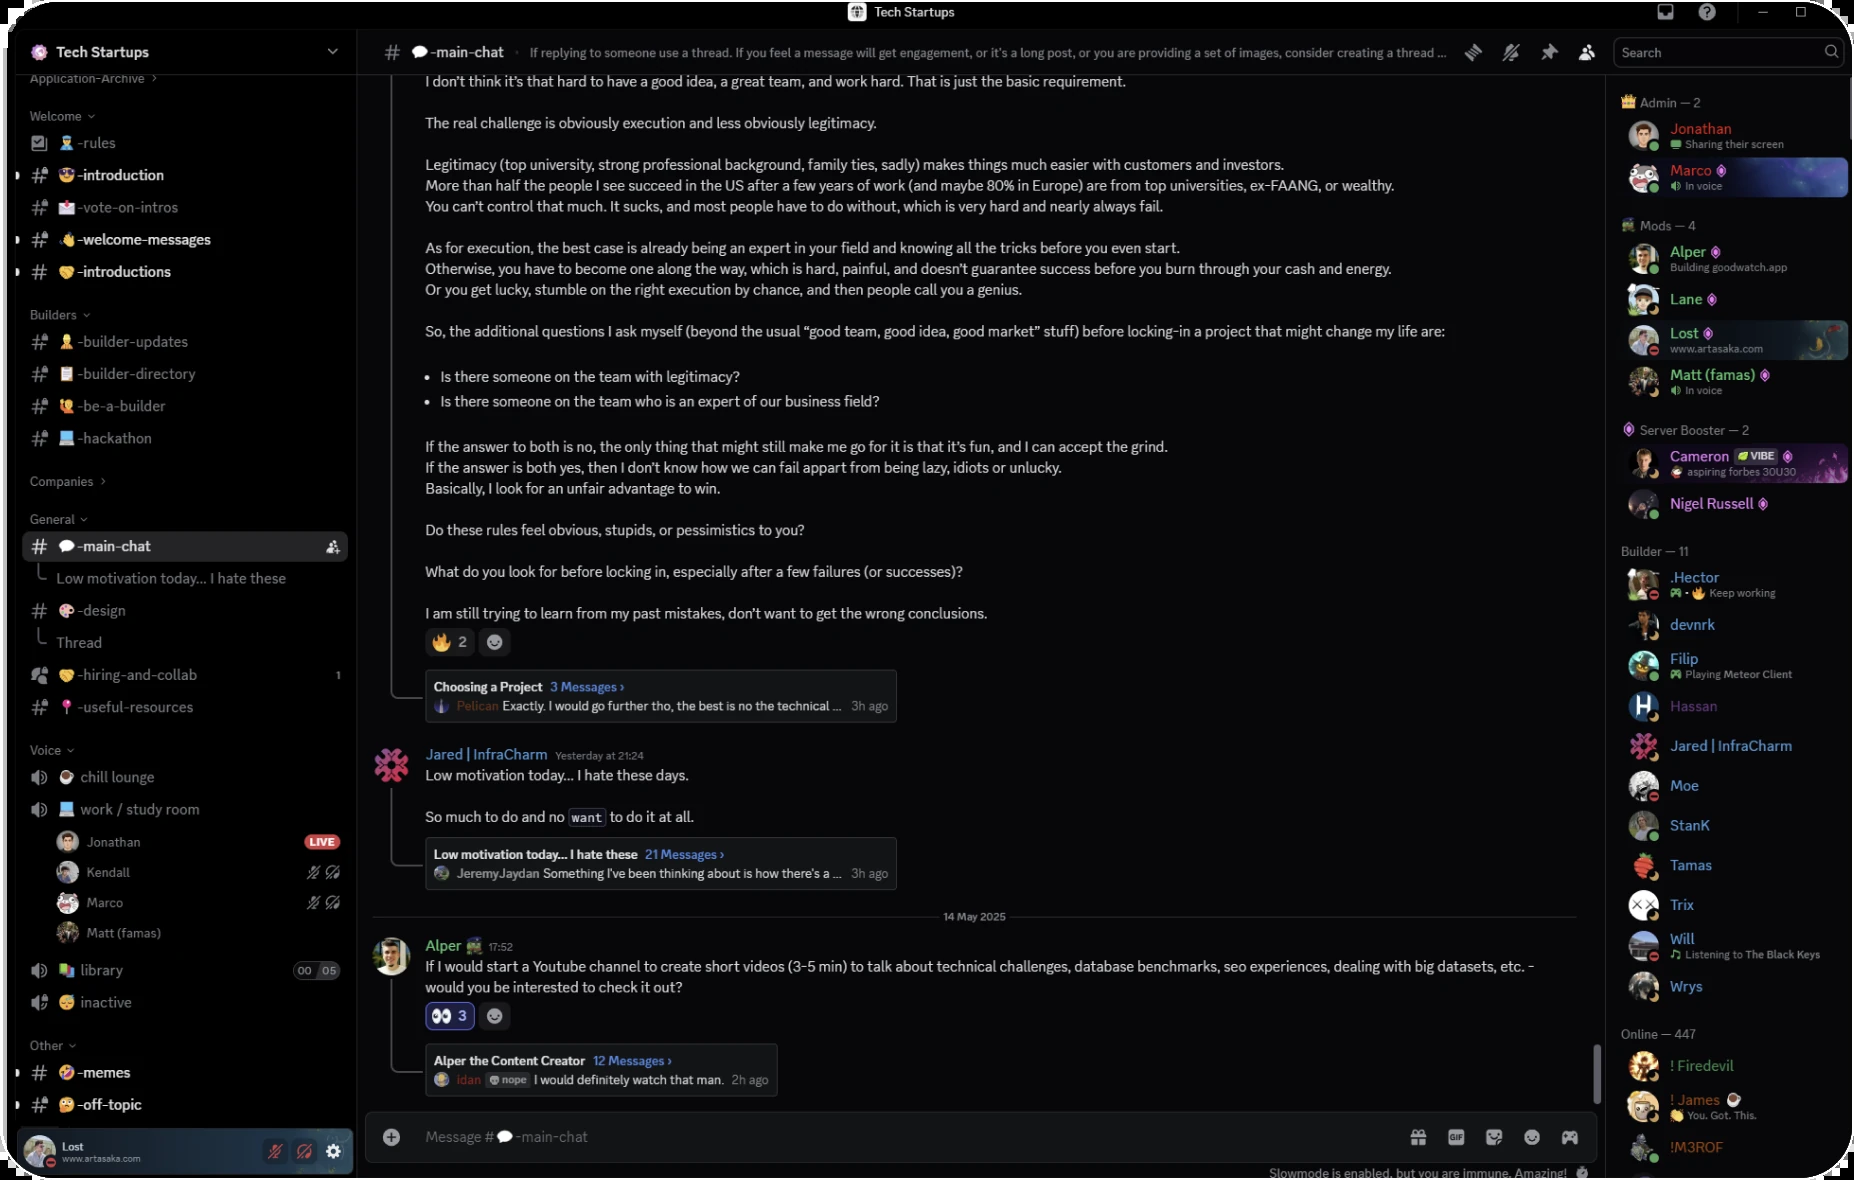 Tech Startups
Tech Startups
Application-Archive
Welcome
-rules
-introduction
-vote-on-intros
-welcome-messages
-introductions
Builders
-builder-updates
-builder-directory
-be-a-builder
-hackathon
Companies
General
-main-chat
Low motivation today... I hate these
-design
Thread
-hiring-and-collab 1
-useful-resources
Voice
chill lounge
work / study room
Jonathan LIVE
Kendall
Marco
Matt (famas)
library 00 / 05
inactive
Other
-memes
-off-topic
Lost
www.artasaka.com
-main-chat
If replying to someone use a thread. If you feel a message will get engagement, or it's a long post, or you are providing a set of images, consider creating a thread ...
Search
I don't think it's that hard to have a good idea, a great team, and work hard. That is just the basic requirement.
The real challenge is obviously execution and less obviously legitimacy.
Legitimacy (top university, strong professional background, family ties, sadly) makes things much easier with customers and investors.
More than half the people I see succeed in the US after a few years of work (and maybe 80% in Europe) are from top universities, ex-FAANG, or wealthy.
You can't control that much. It sucks, and most people have to do without, which is very hard and nearly always fail.
As for execution, the best case is already being an expert in your field and knowing all the tricks before you even start.
Otherwise, you have to become one along the way, which is hard, painful, and doesn't guarantee success before you burn through your cash and energy.
Or you get lucky, stumble on the right execution by chance, and then people call you a genius.
So, the additional questions I ask myself (beyond the usual “good team, good idea, good market” stuff) before locking-in a project that might change my life are:
• Is there someone on the team with legitimacy?
• Is there someone on the team who is an expert of our business field?
If the answer to both is no, the only thing that might still make me go for it is that it's fun, and I can accept the grind.
If the answer is both yes, then I don't know how we can fail appart from being lazy, idiots or unlucky.
Basically, I look for an unfair advantage to win.
Do these rules feel obvious, stupids, or pessimistics to you?
What do you look for before locking in, especially after a few failures (or successes)?
I am still trying to learn from my past mistakes, don't want to get the wrong conclusions.
2
Choosing a Project 3 Messages ›
Pelican Exactly. I would go further tho, the best is no the technical ... 3h ago
Jared | InfraCharm Yesterday at 21:24
Low motivation today... I hate these days.
So much to do and no want to do it at all.
Low motivation today... I hate these 21 Messages ›
JeremyJaydan Something I've been thinking about is how there's a ... 3h ago
14 May 2025
Alper 17:52
If I would start a Youtube channel to create short videos (3-5 min) to talk about technical challenges, database benchmarks, seo experiences, dealing with big datasets, etc. -
would you be interested to check it out?
3
Alper the Content Creator 12 Messages ›
idan nope I would definitely watch that man. 2h ago
Message # -main-chat
GIF
Slowmode is enabled, but you are immune. Amazing!
Admin — 2
Jonathan
Sharing their screen
Marco
In voice
Mods — 4
Alper
Building goodwatch.app
Lane
Lost
www.artasaka.com
Matt (famas)
In voice
Server Booster — 2
Cameron VIBE
aspiring forbes 30U30
Nigel Russell
Builder — 11
.Hector
- Keep working
devnrk
Filip
Playing Meteor Client
Hassan
Jared | InfraCharm
Moe
StanK
Tamas
Trix
Will
Listening to The Black Keys
Wrys
Online — 447
! Firedevil
! James
You. Got. This.
!M3ROF